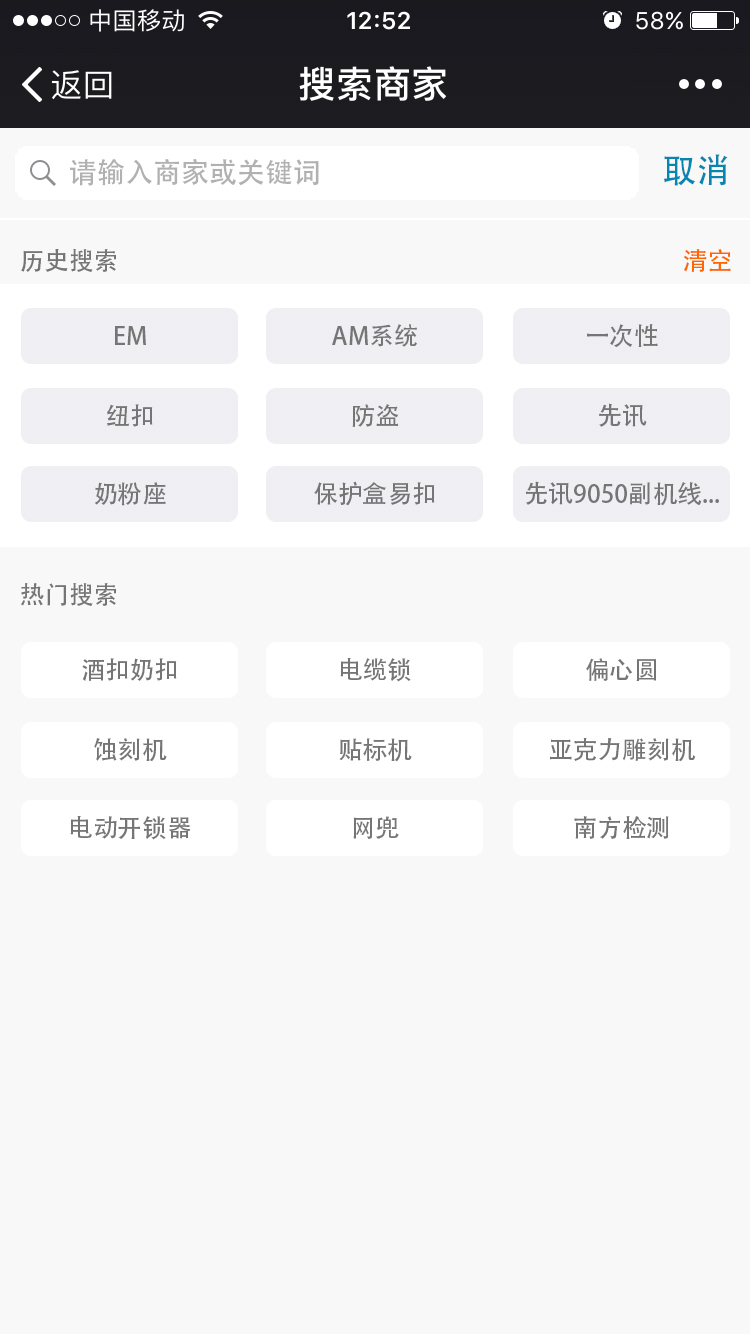 中国移动 12:52 58%
返回 搜索商家
请输入商家或关键词 取消
历史搜索 清空
EM AM系统 一次性
纽扣 防盗 先讯
奶粉座 保护盒易扣 先讯9050副机线...
热门搜索
酒扣奶扣 电缆锁 偏心圆
蚀刻机 贴标机 亚克力雕刻机
电动开锁器 网兜 南方检测